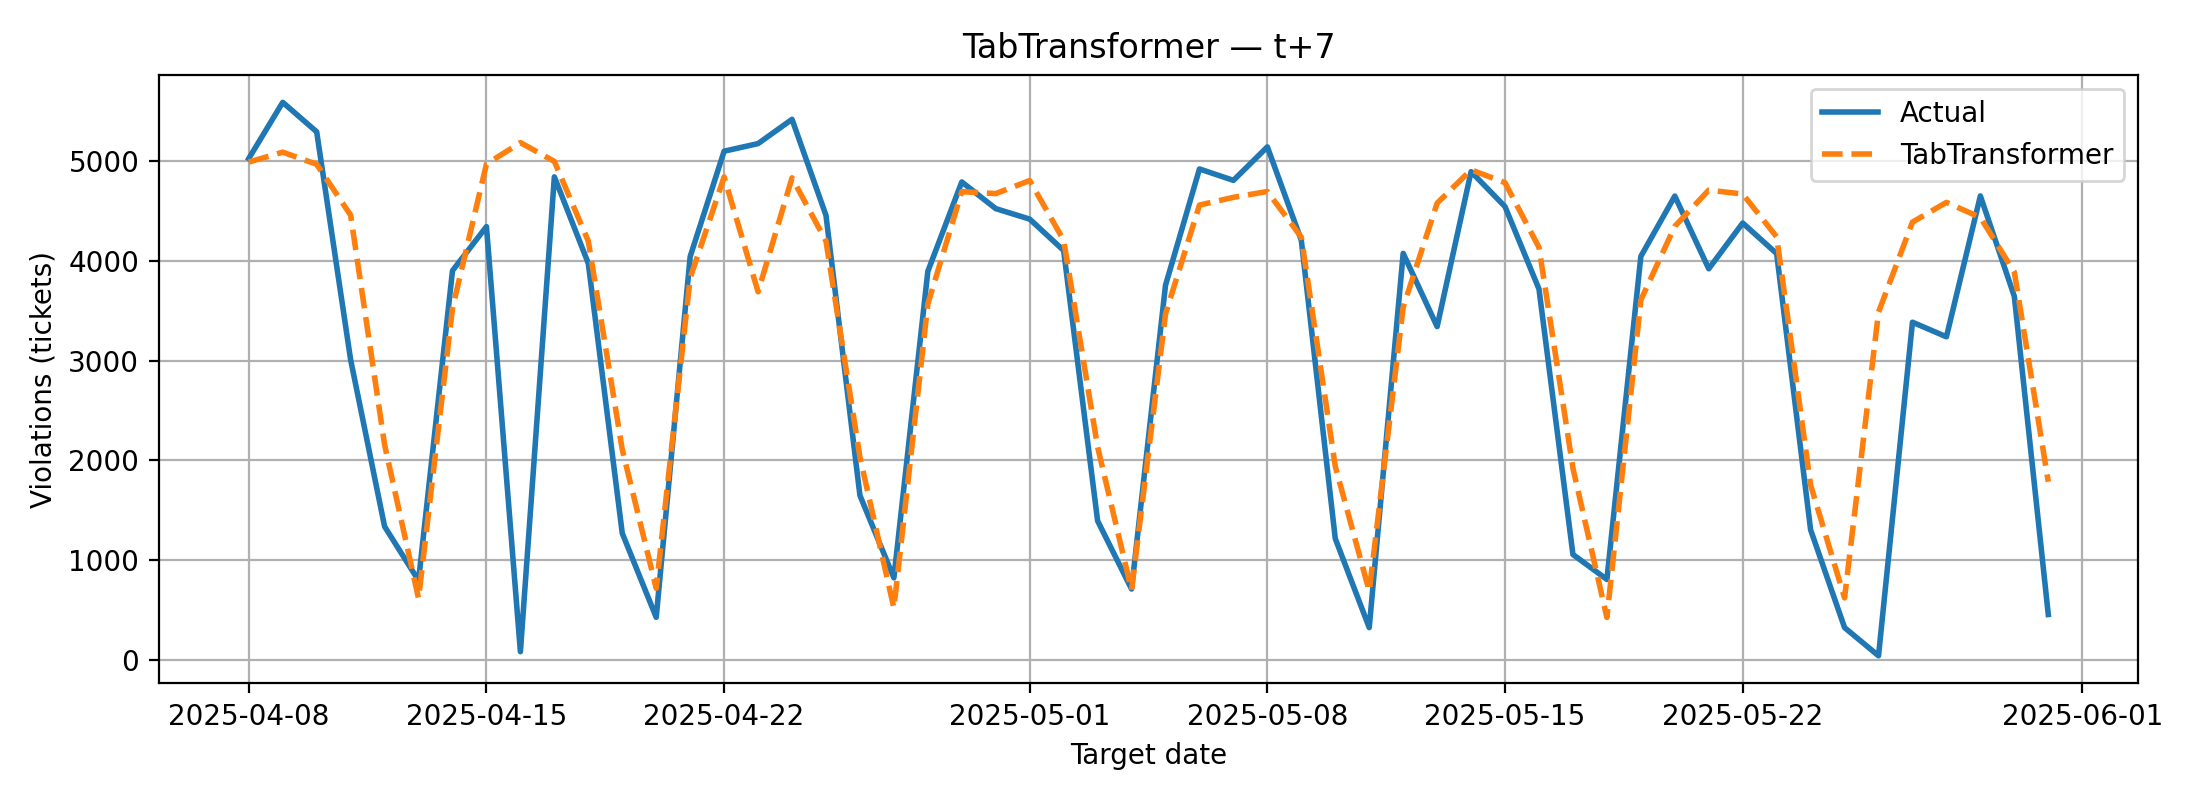 TabTransformer — t+7
Actual
TabTransformer
Violations (tickets)
5000
4000
3000
2000
1000
0
2025-04-08 2025-04-15 2025-04-22 2025-05-01 2025-05-08 2025-05-15 2025-05-22 2025-06-01
Target date